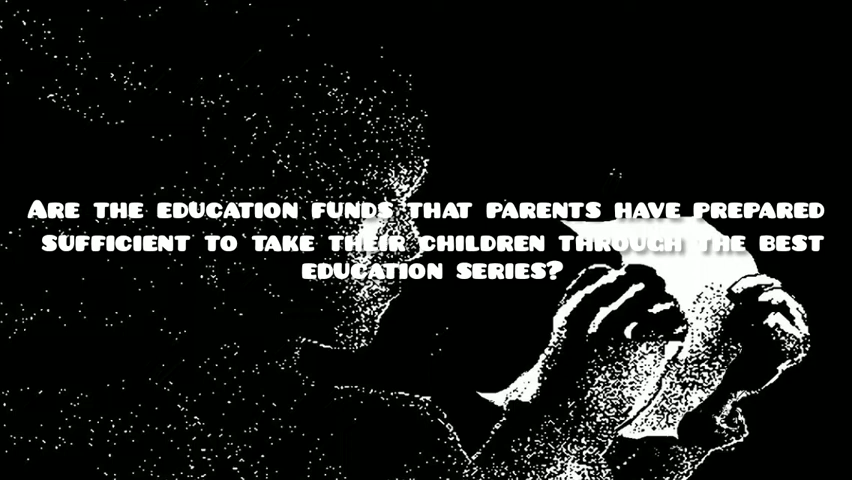 Are the education funds that parents have prepared
sufficient to take their children through the best
education series?